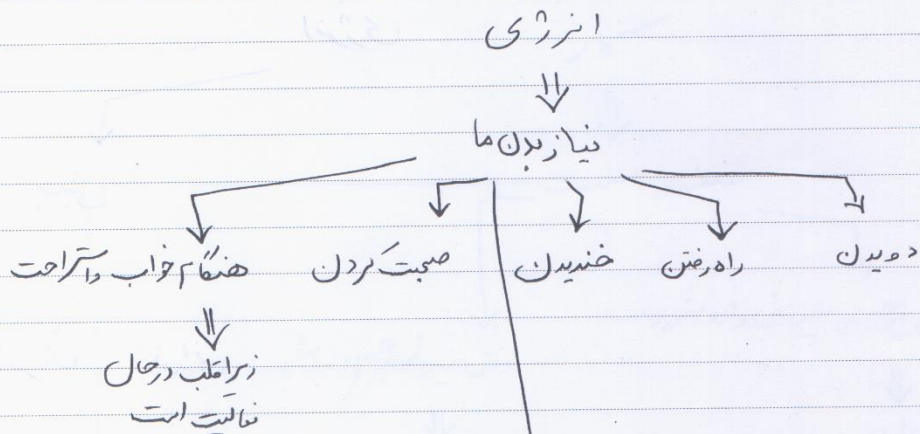 انرژی
نیاز بدن ما
دویدن
راه رفتن
خندیدن
صحبت کردن
هنگام خواب و استراحت
زیرا قلب در حال
فعالیت است